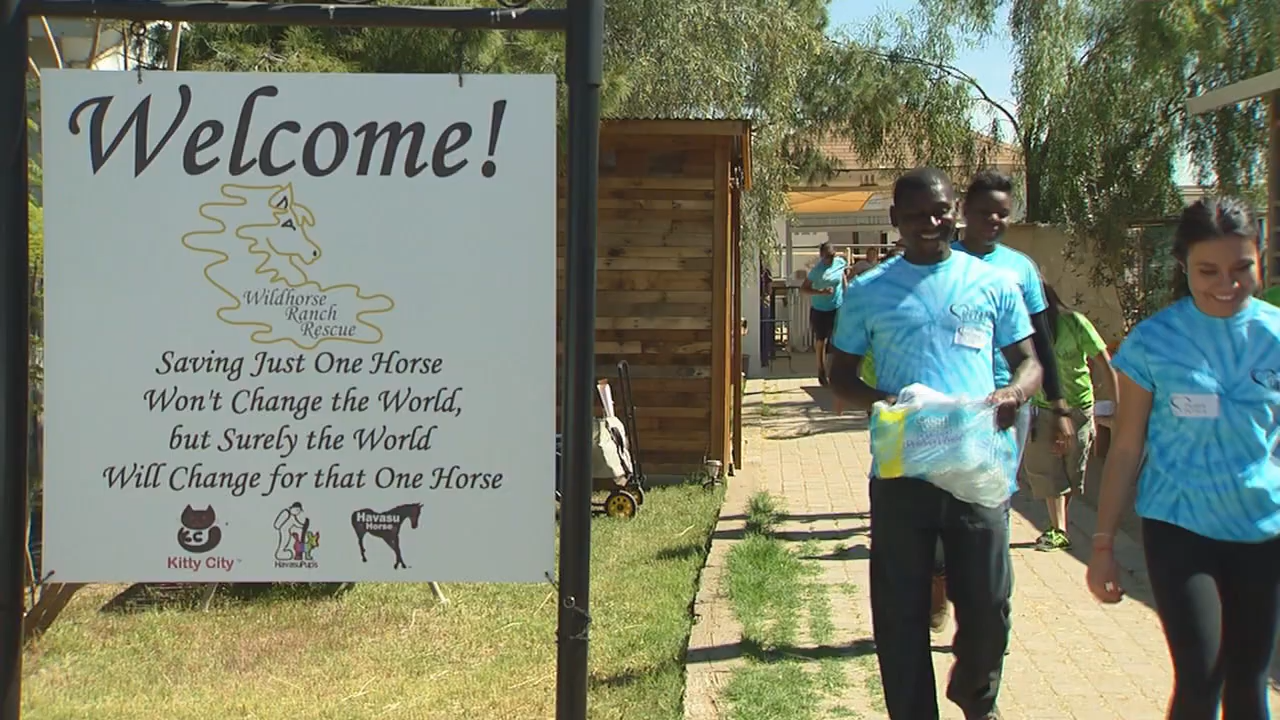 Welcome!
Wildhorse
Ranch
Rescue
Saving Just One Horse
Won't Change the World,
but Surely the World
Will Change for that One Horse
Kitty City™
HavasuPups
Havasu
Horse